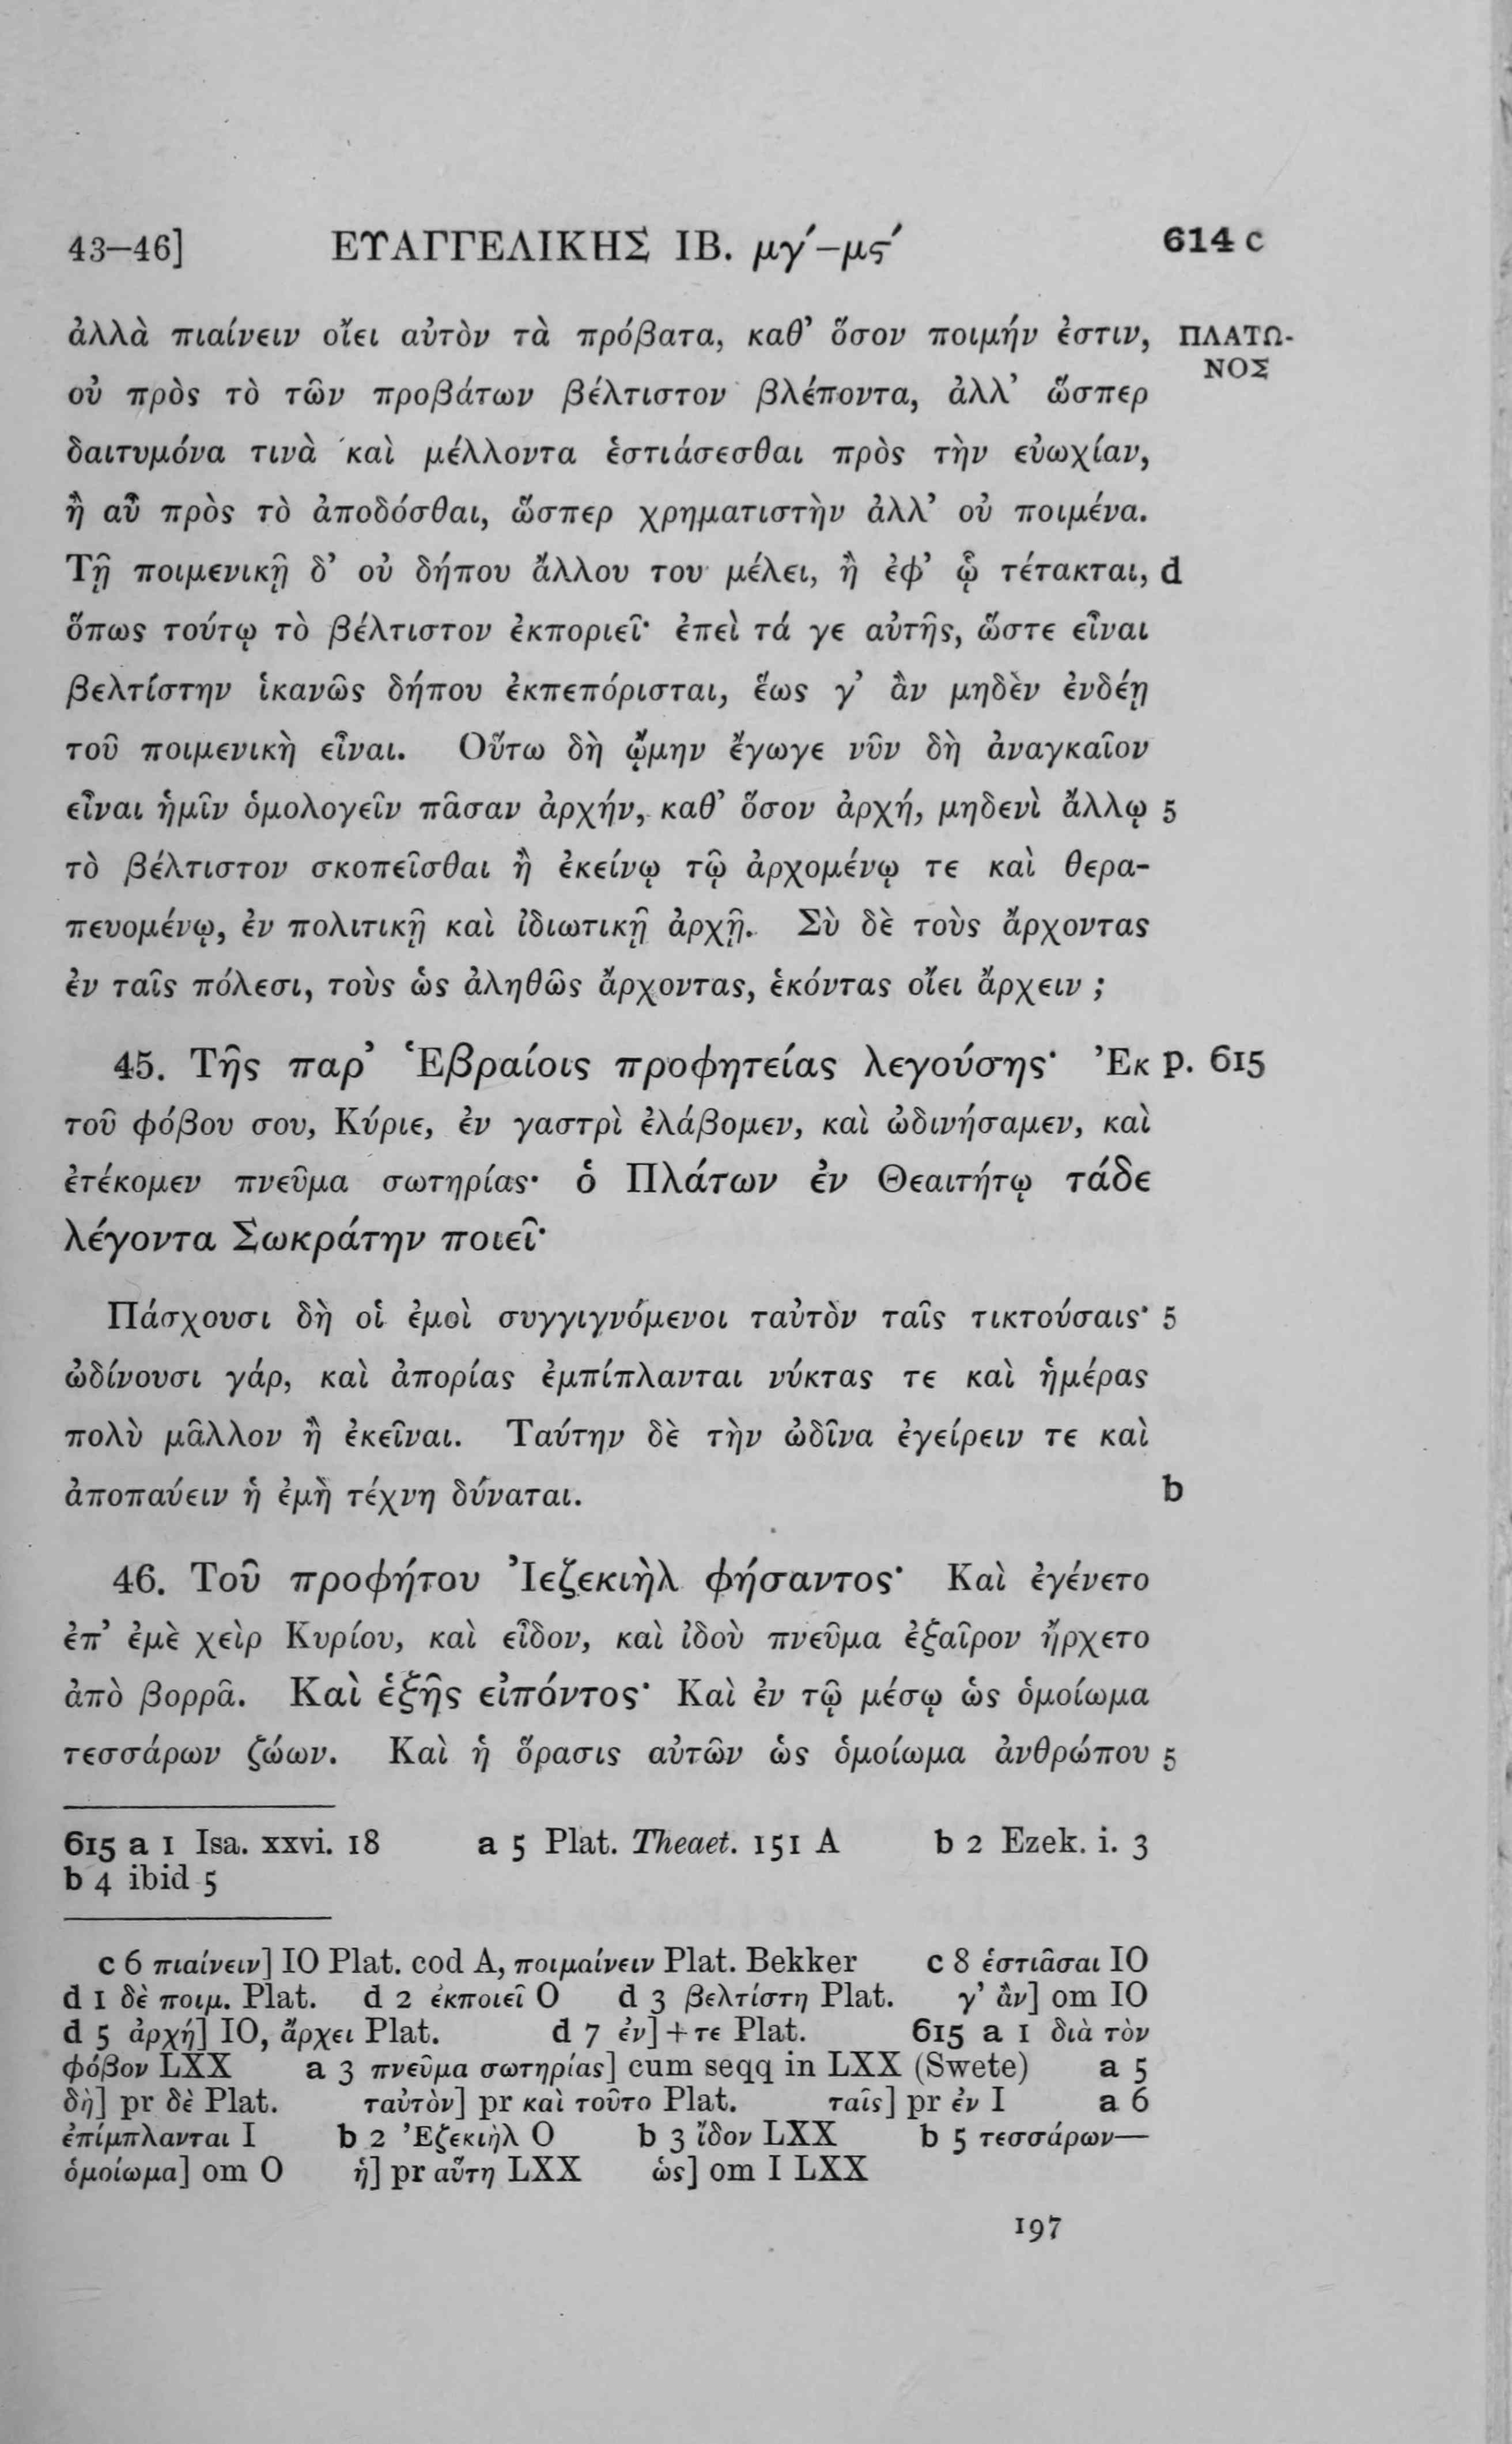 43–46] ΕΥΑΓΓΕΛΙΚΗΣ ΙΒ. μγ´–μς´ 614 c
ἀλλὰ πιαίνειν οἴει αὐτὸν τὰ πρόβατα, καθ’ ὅσον ποιμήν ἐστιν, ΠΛΑΤΩ-
ΝΟΣ
οὐ πρὸς τὸ τῶν προβάτων βέλτιστον βλέποντα, ἀλλ’ ὥσπερ
δαιτυμόνα τινὰ καὶ μέλλοντα ἑστιάσεσθαι πρὸς τὴν εὐωχίαν,
ἢ αὖ πρὸς τὸ ἀποδόσθαι, ὥσπερ χρηματιστὴν ἀλλ’ οὐ ποιμένα.
Τῇ ποιμενικῇ δ’ οὐ δήπου ἄλλου του μέλει, ἢ ἐφ’ ᾧ τέτακται, d
ὅπως τούτῳ τὸ βέλτιστον ἐκποριεῖ· ἐπεὶ τά γε αὐτῆς, ὥστε εἶναι
βελτίστην ἱκανῶς δήπου ἐκπεπόρισται, ἕως γ’ ἂν μηδὲν ἐνδέῃ
τοῦ ποιμενικὴ εἶναι. Οὕτω δὴ ᾤμην ἔγωγε νῦν δὴ ἀναγκαῖον
εἶναι ἡμῖν ὁμολογεῖν πᾶσαν ἀρχήν, καθ’ ὅσον ἀρχή, μηδενὶ ἄλλῳ 5
τὸ βέλτιστον σκοπεῖσθαι ἢ ἐκείνῳ τῷ ἀρχομένῳ τε καὶ θερα-
πευομένῳ, ἐν πολιτικῇ καὶ ἰδιωτικῇ ἀρχῇ. Σὺ δὲ τοὺς ἄρχοντας
ἐν ταῖς πόλεσι, τοὺς ὡς ἀληθῶς ἄρχοντας, ἑκόντας οἴει ἄρχειν ;
45. Τῆς παρ’ Ἑβραίοις προφητείας λεγούσης· Ἐκ p. 615
τοῦ φόβου σου, Κύριε, ἐν γαστρὶ ἐλάβομεν, καὶ ὠδινήσαμεν, καὶ
ἐτέκομεν πνεῦμα σωτηρίας· ὁ Πλάτων ἐν Θεαιτήτῳ τάδε
λέγοντα Σωκράτην ποιεῖ·
Πάσχουσι δὴ οἱ ἐμοὶ συγγιγνόμενοι ταὐτὸν ταῖς τικτούσαις· 5
ὠδίνουσι γάρ, καὶ ἀπορίας ἐμπίπλανται νύκτας τε καὶ ἡμέρας
πολὺ μᾶλλον ἢ ἐκεῖναι. Ταύτην δὲ τὴν ὠδῖνα ἐγείρειν τε καὶ
ἀποπαύειν ἡ ἐμὴ τέχνη δύναται. b
46. Τοῦ προφήτου Ἰεζεκιὴλ φήσαντος· Καὶ ἐγένετο
ἐπ’ ἐμὲ χεὶρ Κυρίου, καὶ εἶδον, καὶ ἰδοὺ πνεῦμα ἐξαῖρον ἤρχετο
ἀπὸ βορρᾶ. Καὶ ἑξῆς εἰπόντος· Καὶ ἐν τῷ μέσῳ ὡς ὁμοίωμα
τεσσάρων ζώων. Καὶ ἡ ὅρασις αὐτῶν ὡς ὁμοίωμα ἀνθρώπου 5
615 a 1 Isa. xxvi. 18 a 5 Plat. Theaet. 151 A b 2 Ezek. i. 3
b 4 ibid 5
c 6 πιαίνειν] IO Plat. cod A, ποιμαίνειν Plat. Bekker c 8 ἑστιᾶσαι IO
d 1 δὲ ποιμ. Plat. d 2 ἐκποιεῖ O d 3 βελτίστη Plat. γ’ ἂν] om IO
d 5 ἀρχή] IO, ἄρχει Plat. d 7 ἐν]+τε Plat. 615 a 1 διὰ τὸν
φόβον LXX a 3 πνεῦμα σωτηρίας] cum seqq in LXX (Swete) a 5
δὴ] pr δὲ Plat. ταὐτὸν] pr καὶ τοῦτο Plat. ταῖς] pr ἐν I a 6
ἐπίμπλανται I b 2 Ἐζεκιὴλ O b 3 ἴδον LXX b 5 τεσσάρων—
ὁμοίωμα] om O ἡ] pr αὕτη LXX ὡς] om I LXX
197